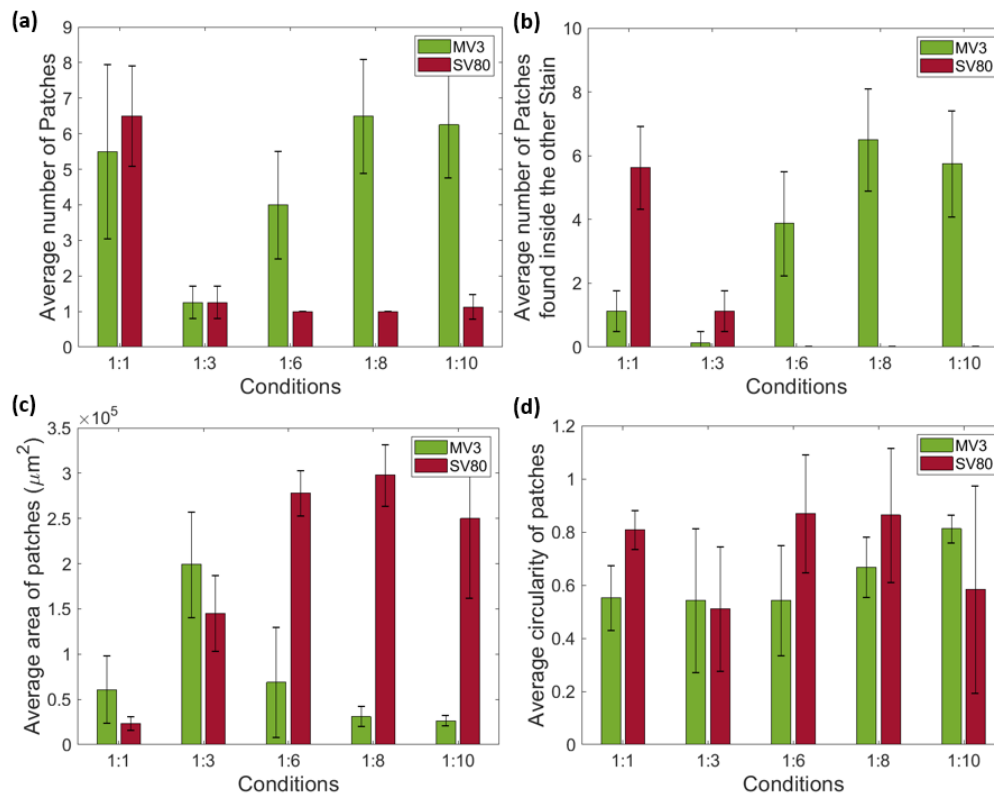 (a)
9
8
7
6
5
4
3
2
1
0
Average number of Patches
MV3
SV80
1:1 1:3 1:6 1:8 1:10
Conditions
(b)
10
8
6
4
2
0
Average number of Patches
found inside the other Stain
MV3
SV80
1:1 1:3 1:6 1:8 1:10
Conditions
(c)
×10⁵
3.5
3
2.5
2
1.5
1
0.5
0
Average area of patches (μm²)
MV3
SV80
1:1 1:3 1:6 1:8 1:10
Conditions
(d)
1.2
1
0.8
0.6
0.4
0.2
0
Average circularity of patches
MV3
SV80
1:1 1:3 1:6 1:8 1:10
Conditions